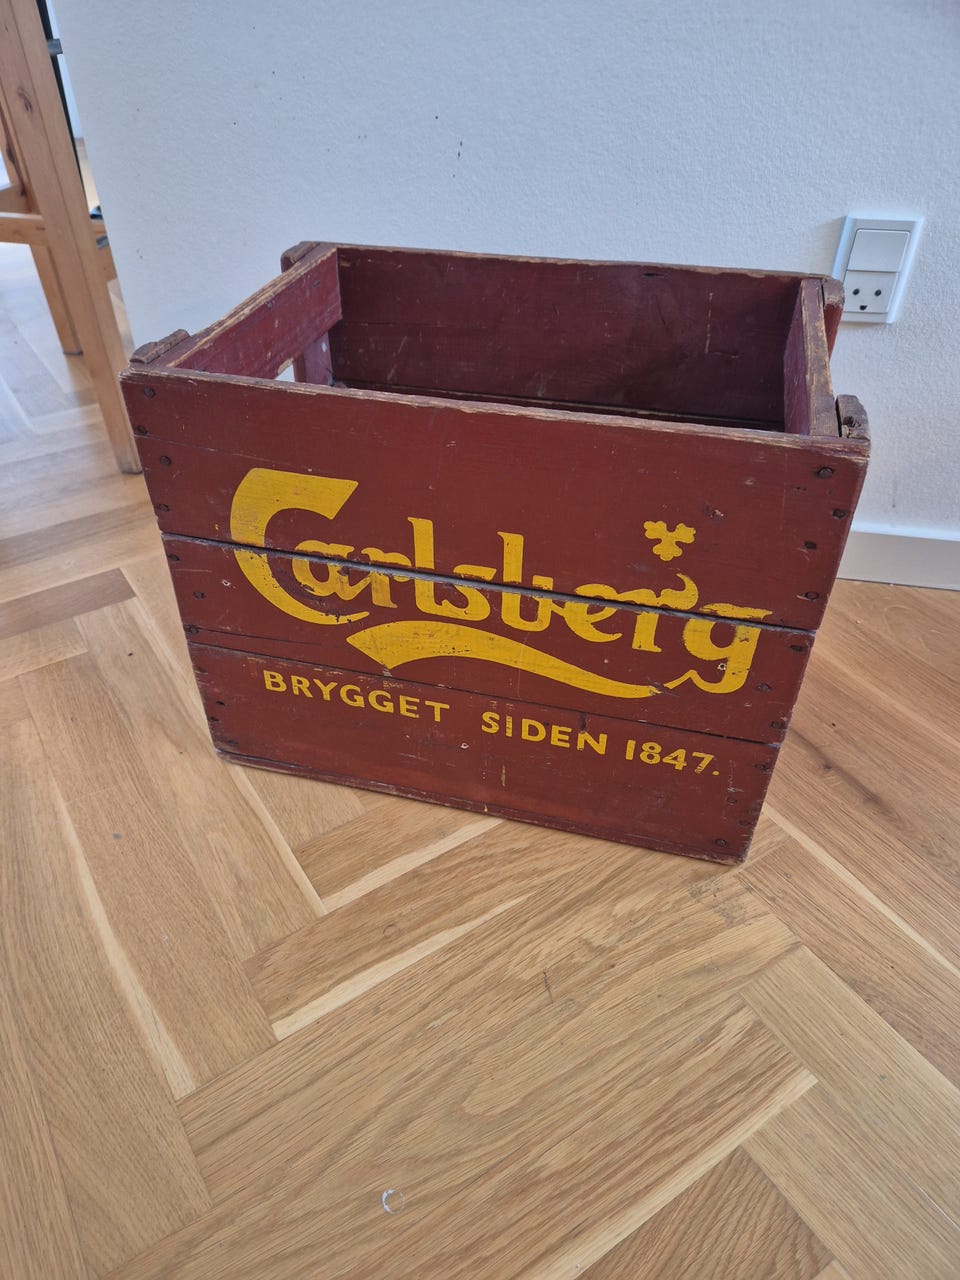 Carlsberg
BRYGGET SIDEN 1847.